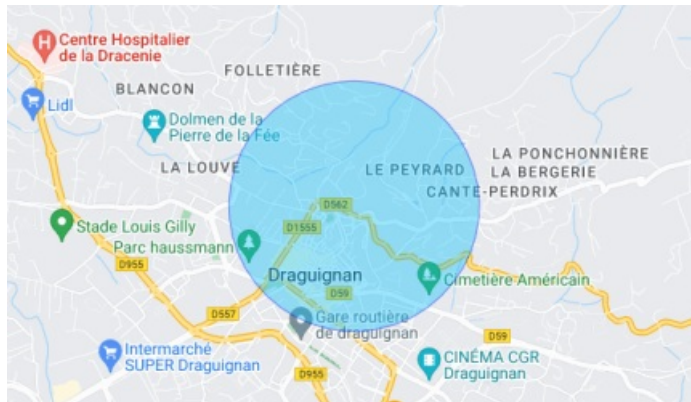 Centre Hospitalier
de la Dracenie
FOLLETIÈRE
BLANCON
Lidl
Dolmen de la
Pierre de la Fée
LA LOUVE
LE PEYRARD
LA PONCHONNIÈRE
LA BERGERIE
CANTE-PERDRIX
D562
Stade Louis Gilly
D1555
Parc haussmann
D955
Draguignan
Cimetière Américain
D59
D557
Gare routière
de draguignan
D59
Intermarché
SUPER Draguignan
CINÉMA CGR
Draguignan
D955